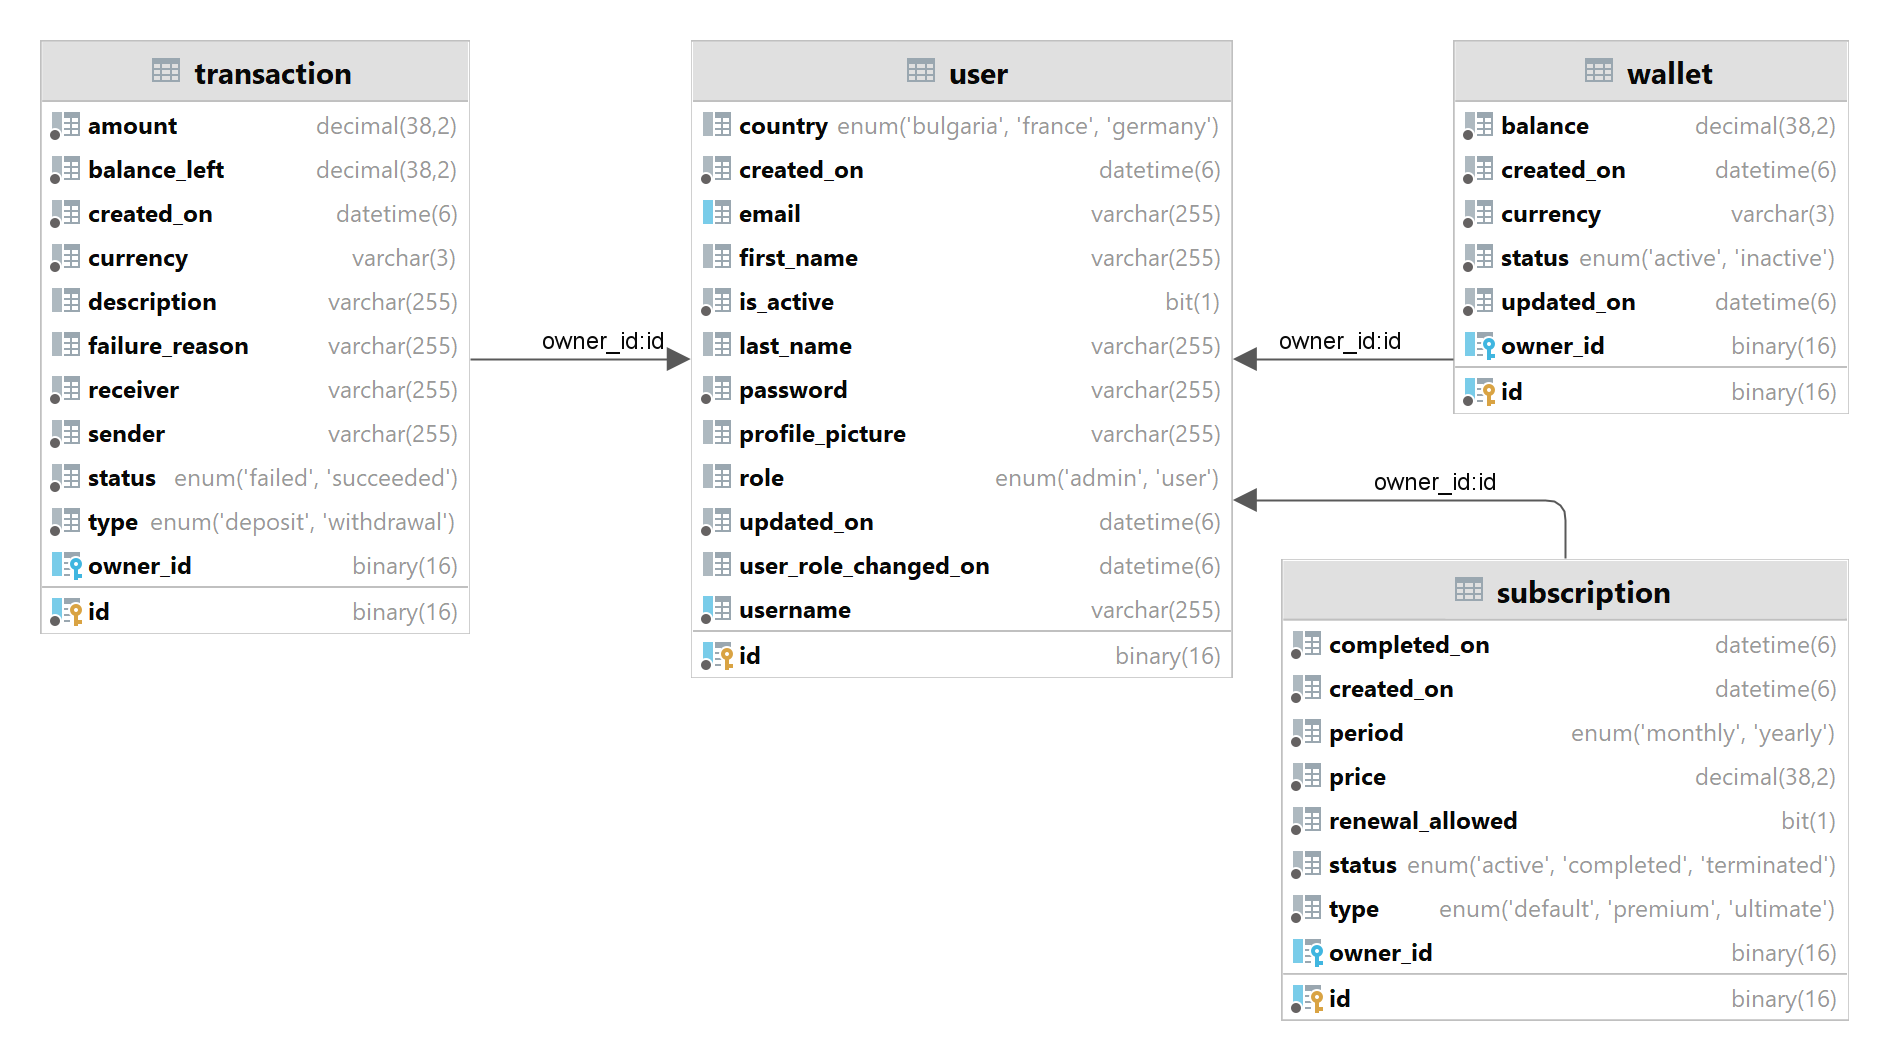 transaction
amount decimal(38,2)
balance_left decimal(38,2)
created_on datetime(6)
currency varchar(3)
description varchar(255)
failure_reason varchar(255)
receiver varchar(255)
sender varchar(255)
status enum('failed', 'succeeded')
type enum('deposit', 'withdrawal')
owner_id binary(16)
id binary(16)
owner_id:id
user
country enum('bulgaria', 'france', 'germany')
created_on datetime(6)
email varchar(255)
first_name varchar(255)
is_active bit(1)
last_name varchar(255)
password varchar(255)
profile_picture varchar(255)
role enum('admin', 'user')
updated_on datetime(6)
user_role_changed_on datetime(6)
username varchar(255)
id binary(16)
owner_id:id
wallet
balance decimal(38,2)
created_on datetime(6)
currency varchar(3)
status enum('active', 'inactive')
updated_on datetime(6)
owner_id binary(16)
id binary(16)
owner_id:id
subscription
completed_on datetime(6)
created_on datetime(6)
period enum('monthly', 'yearly')
price decimal(38,2)
renewal_allowed bit(1)
status enum('active', 'completed', 'terminated')
type enum('default', 'premium', 'ultimate')
owner_id binary(16)
id binary(16)